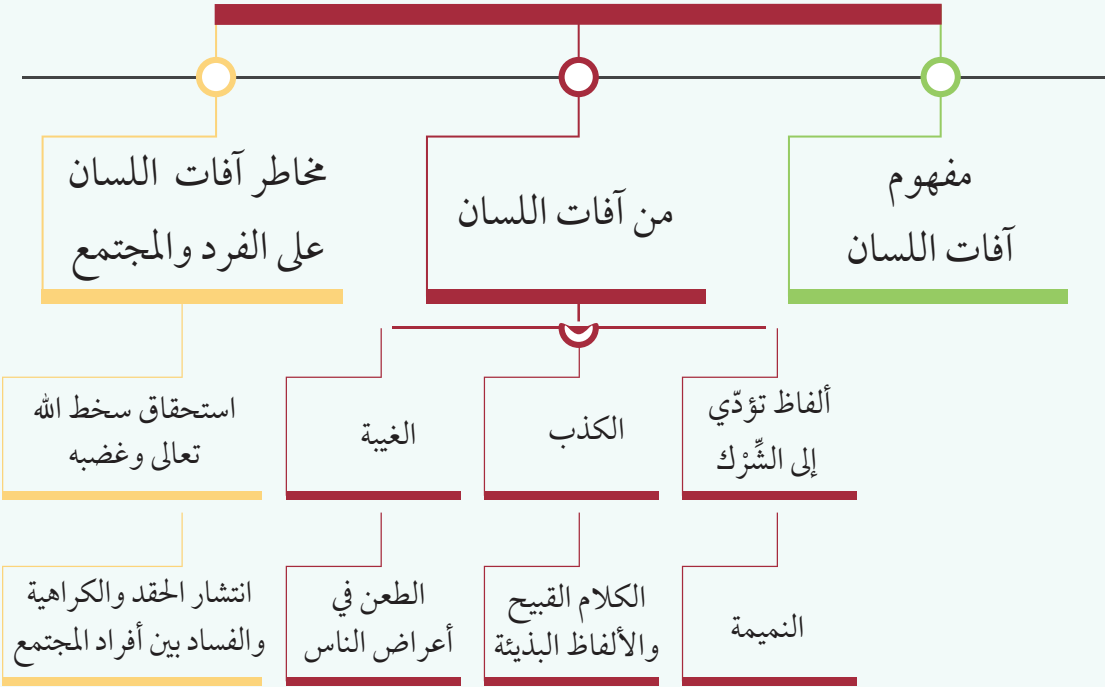 مفهوم
آفات اللسان
من آفات اللسان
مخاطر آفات اللسان
على الفرد والمجتمع
ألفاظ تؤدّي
إلى الشِّرْك
الكذب
الغيبة
استحقاق سخط الله
تعالى وغضبه
النميمة
الكلام القبيح
والألفاظ البذيئة
الطعن في
أعراض الناس
انتشار الحقد والكراهية
والفساد بين أفراد المجتمع